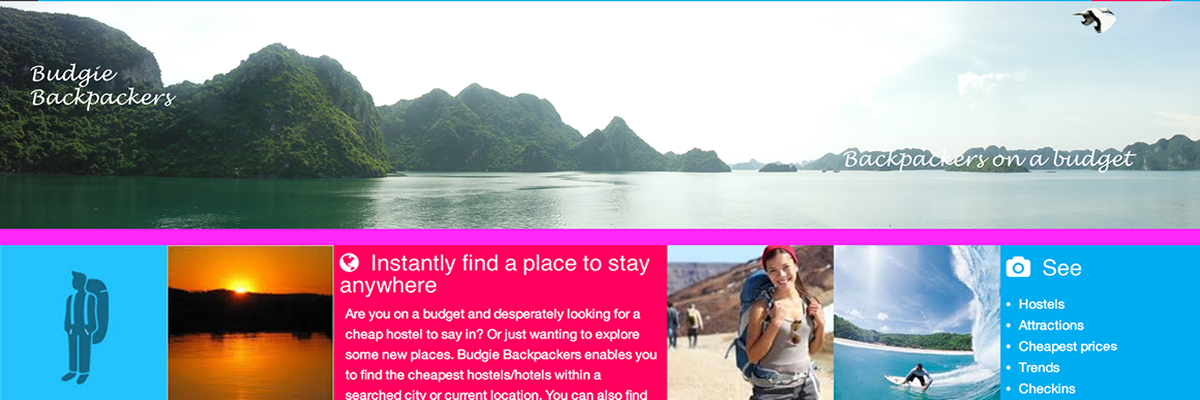 Budgie
Backpackers
Backpackers on a budget
Instantly find a place to stay
anywhere
Are you on a budget and desperately looking for a
cheap hostel to say in? Or just wanting to explore
some new places. Budgie Backpackers enables you
to find the cheapest hostels/hotels within a
searched city or current location. You can also find
See
• Hostels
• Attractions
• Cheapest prices
• Trends
• Checkins